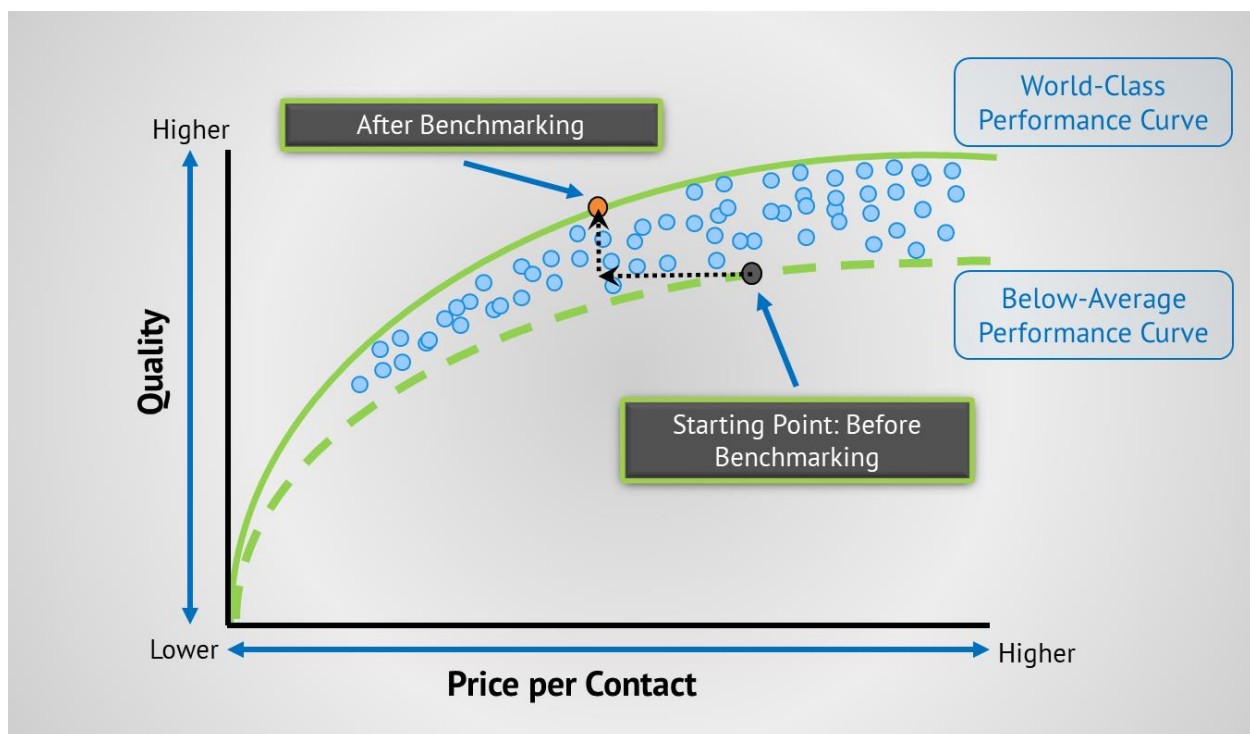 World-Class
Performance Curve
After Benchmarking
Higher
Below-Average
Performance Curve
Quality
Starting Point: Before
Benchmarking
Lower
Higher
Price per Contact